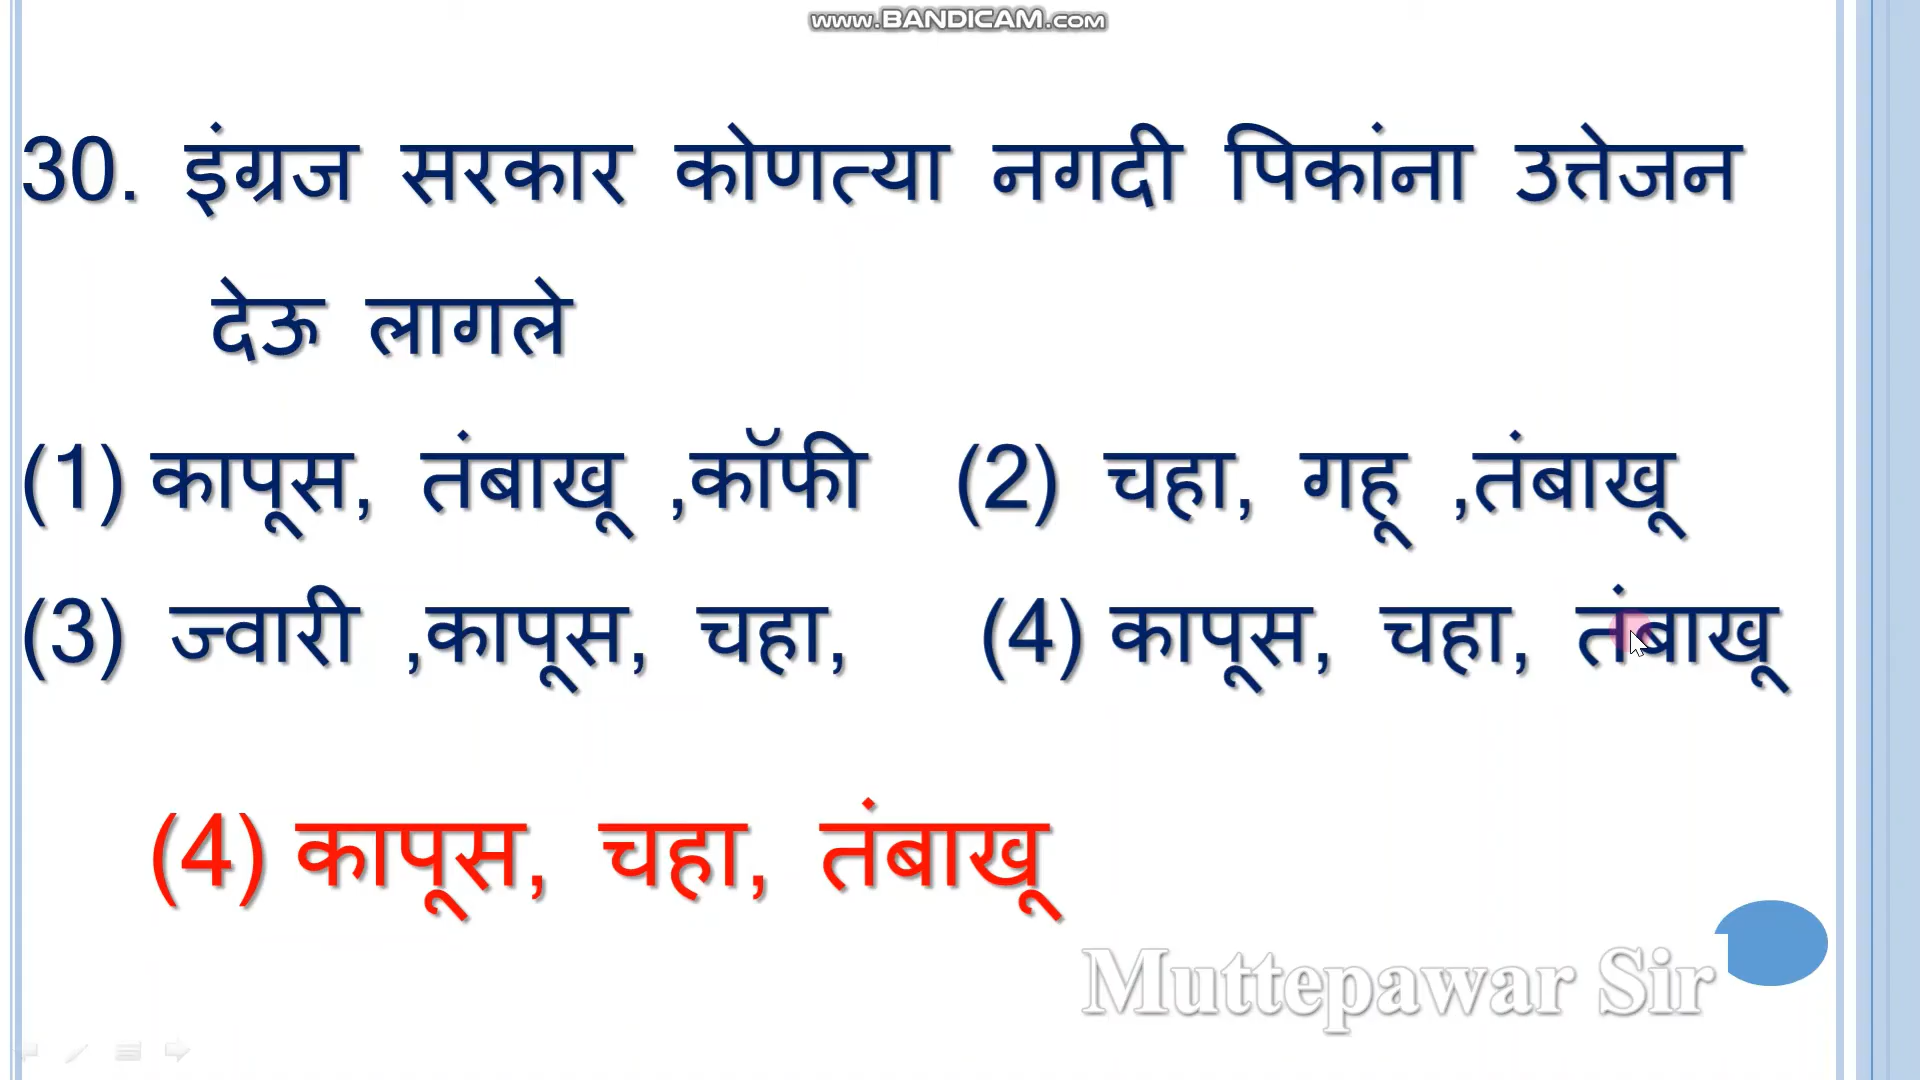 www.BANDICAM.com
30. इंग्रज सरकार कोणत्या नगदी पिकांना उत्तेजन
देऊ लागले
(1) कापूस, तंबाखू ,कॉफी (2) चहा, गहू ,तंबाखू
(3) ज्वारी ,कापूस, चहा, (4) कापूस, चहा, तंबाखू
(4) कापूस, चहा, तंबाखू
Muttepawar Sir